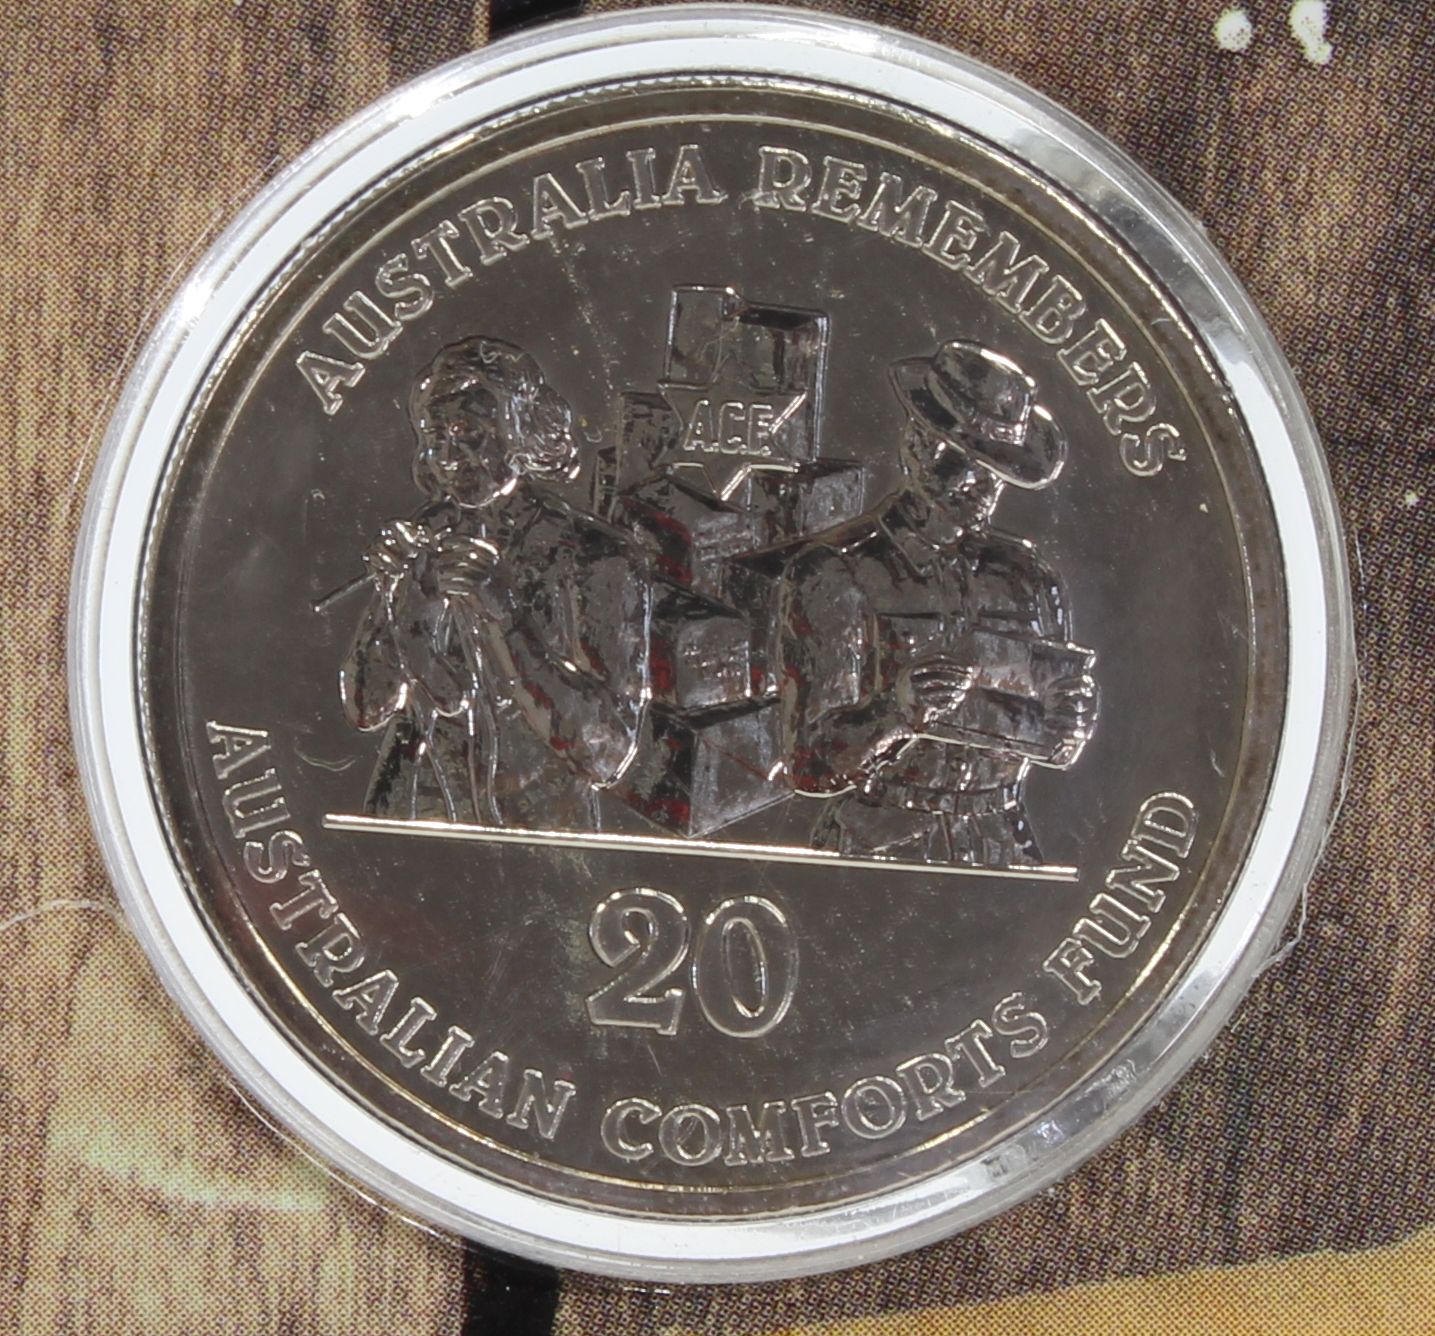 AUSTRALIA REMEMBERS
A.C.F.
20
AUSTRALIAN COMFORTS FUND